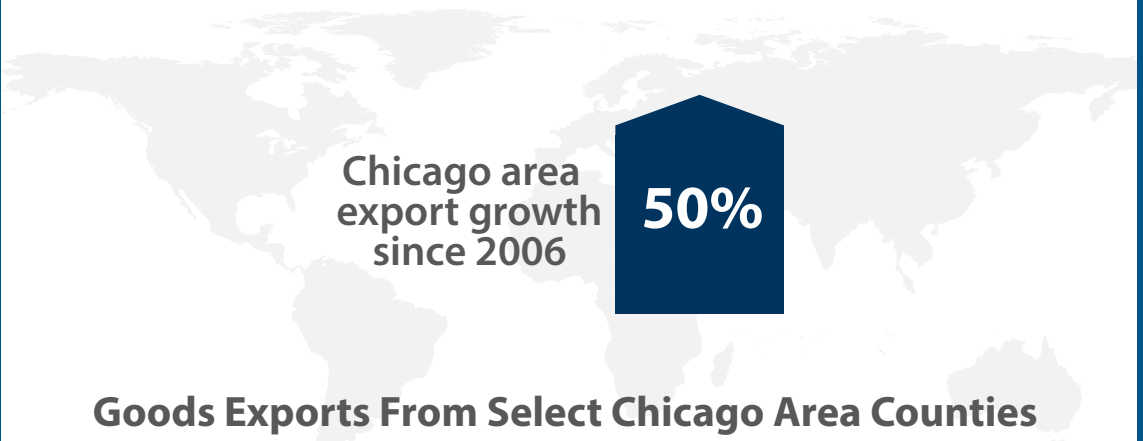 Chicago area
export growth
since 2006
50%
Goods Exports From Select Chicago Area Counties